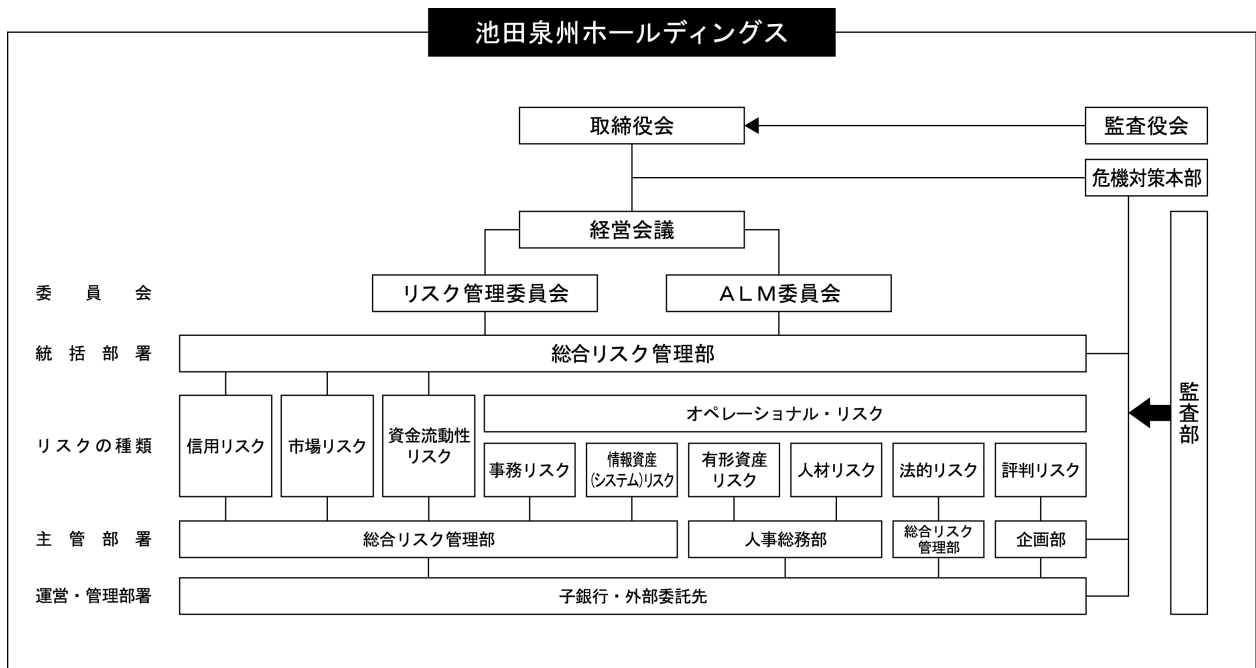 池田泉州ホールディングス
取締役会
監査役会
危機対策本部
経営会議
委員会
リスク管理委員会
ALM委員会
統括部署
総合リスク管理部
監査部
リスクの種類
信用リスク
市場リスク
資金流動性
リスク
オペレーショナル・リスク
事務リスク
情報資産
(システム)リスク
有形資産
リスク
人材リスク
法的リスク
評判リスク
主管部署
総合リスク管理部
人事総務部
総合リスク
管理部
企画部
運営・管理部署
子銀行・外部委託先